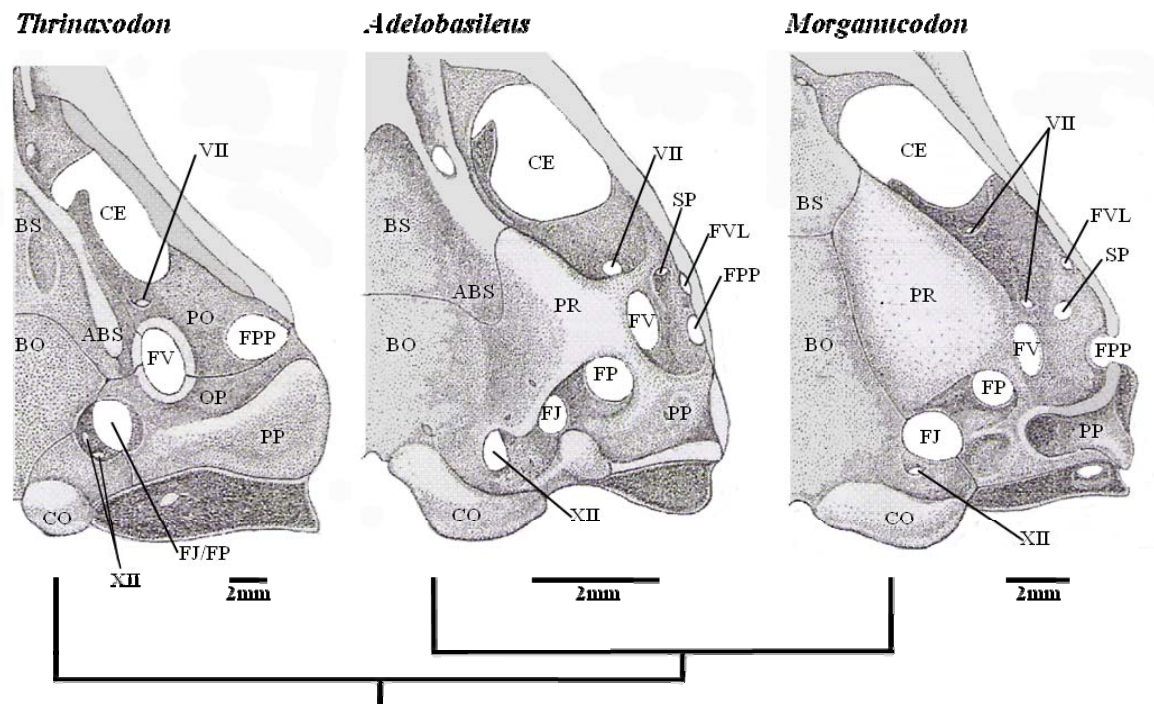 Thrinaxodon
VII
CE
BS
ABS
PO
FPP
FV
BO
OP
PP
CO
XII
FJ/FP
2mm
Adelobasileus
CE
VII
SP
FVL
FPP
BS
ABS
PR
FV
BO
FP
FJ
PP
CO
XII
2mm
Morganucodon
VII
CE
BS
FVL
SP
PR
FV
FPP
BO
FP
FJ
PP
CO
XII
2mm